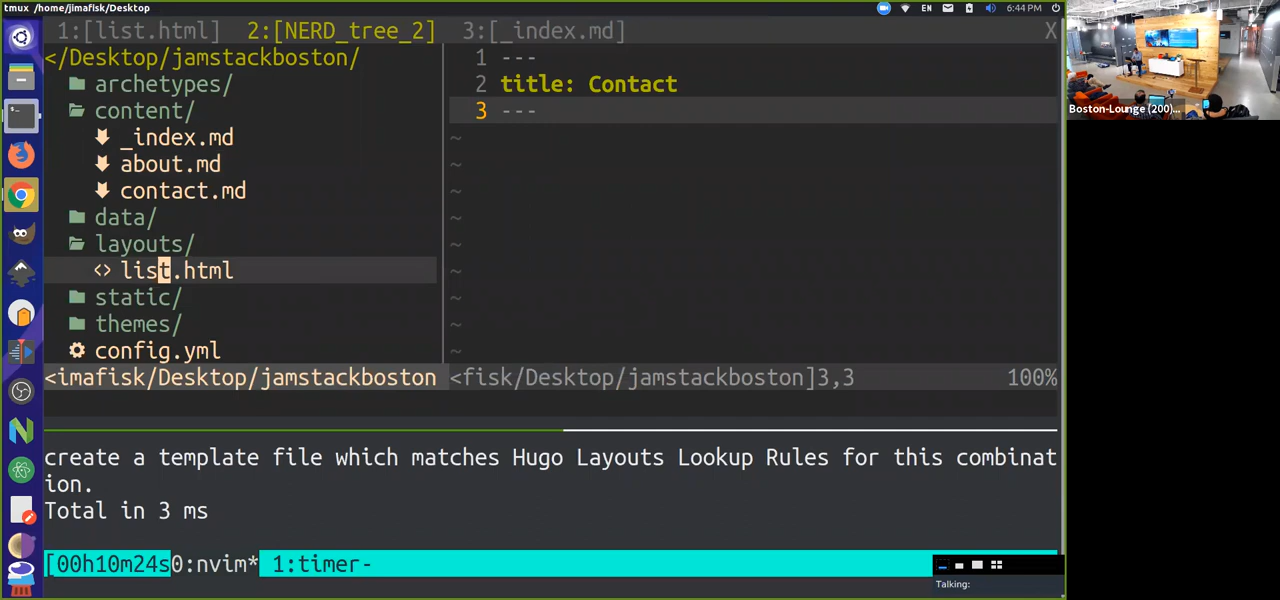 tmux /home/jimafisk/Desktop
EN
6:44 PM
1:[list.html] 2:[NERD_tree_2] 3:[_index.md] X
</Desktop/jamstackboston/
archetypes/
content/
_index.md
about.md
contact.md
data/
layouts/
<> list.html
static/
themes/
config.yml
1 ---
2 title: Contact
3 ---
~
~
~
~
~
~
~
~
~
<imafisk/Desktop/jamstackboston <fisk/Desktop/jamstackboston]3,3 100%
create a template file which matches Hugo Layouts Lookup Rules for this combinat
ion.
Total in 3 ms
[00h10m24s0:nvim* 1:timer-
Talking:
Boston-Lounge (200)...